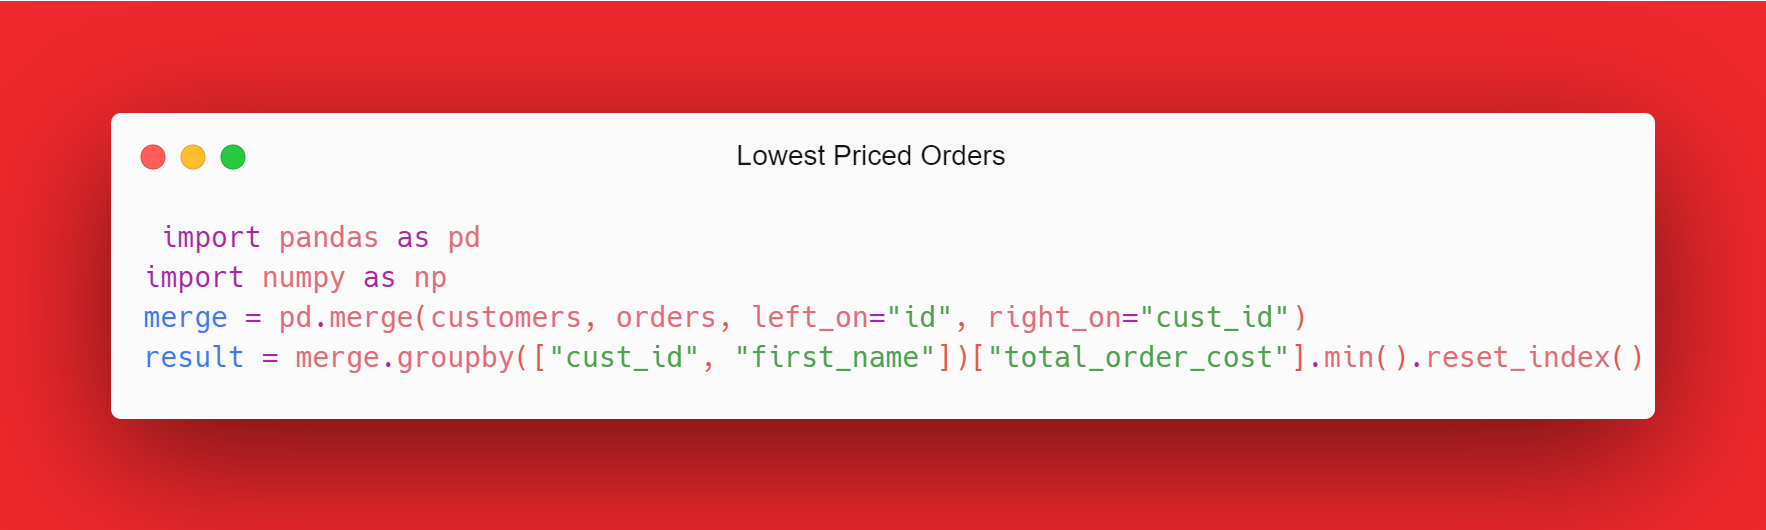 Lowest Priced Orders
 import pandas as pd
import numpy as np
merge = pd.merge(customers, orders, left_on="id", right_on="cust_id")
result = merge.groupby(["cust_id", "first_name"])["total_order_cost"].min().reset_index()